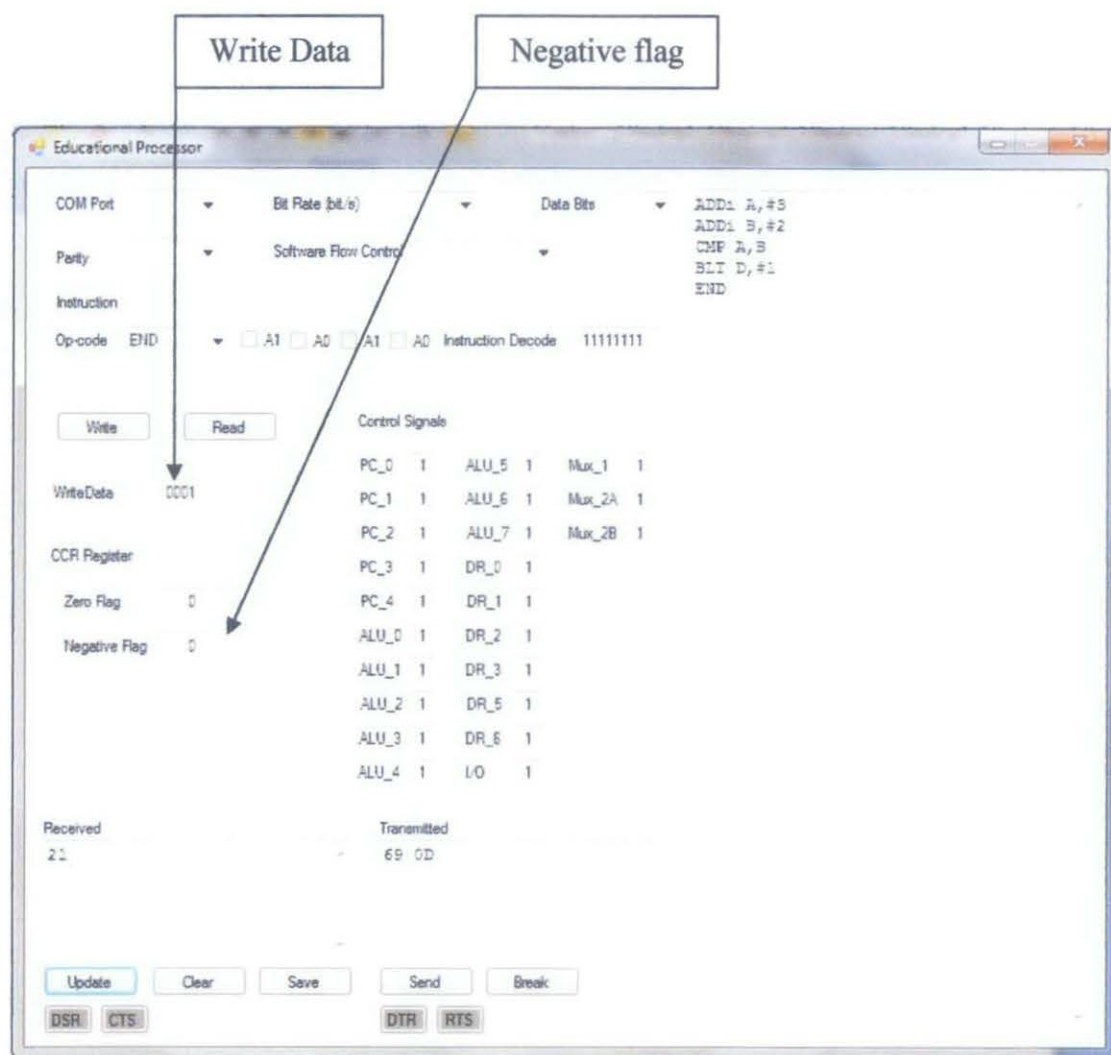 Write Data
Negative flag
Educational Processor
COM Port Bit Rate (bit/s) Data Bits
Parity Software Flow Control
Instruction
Op-code END A1 A0 A1 A0 Instruction Decode 11111111
ADDi A,#3
ADDi B,#2
CMP A,B
BLT D,#1
END
Write Read
WriteData 0001
CCR Register
Zero Flag 0
Negative Flag 0
Control Signals
PC_0 1 ALU_5 1 Mux_1 1
PC_1 1 ALU_6 1 Mux_2A 1
PC_2 1 ALU_7 1 Mux_2B 1
PC_3 1 DR_0 1
PC_4 1 DR_1 1
ALU_0 1 DR_2 1
ALU_1 1 DR_3 1
ALU_2 1 DR_5 1
ALU_3 1 DR_6 1
ALU_4 1 I/O 1
Received
21
Transmitted
69 0D
Update Clear Save Send Break
DSR CTS DTR RTS